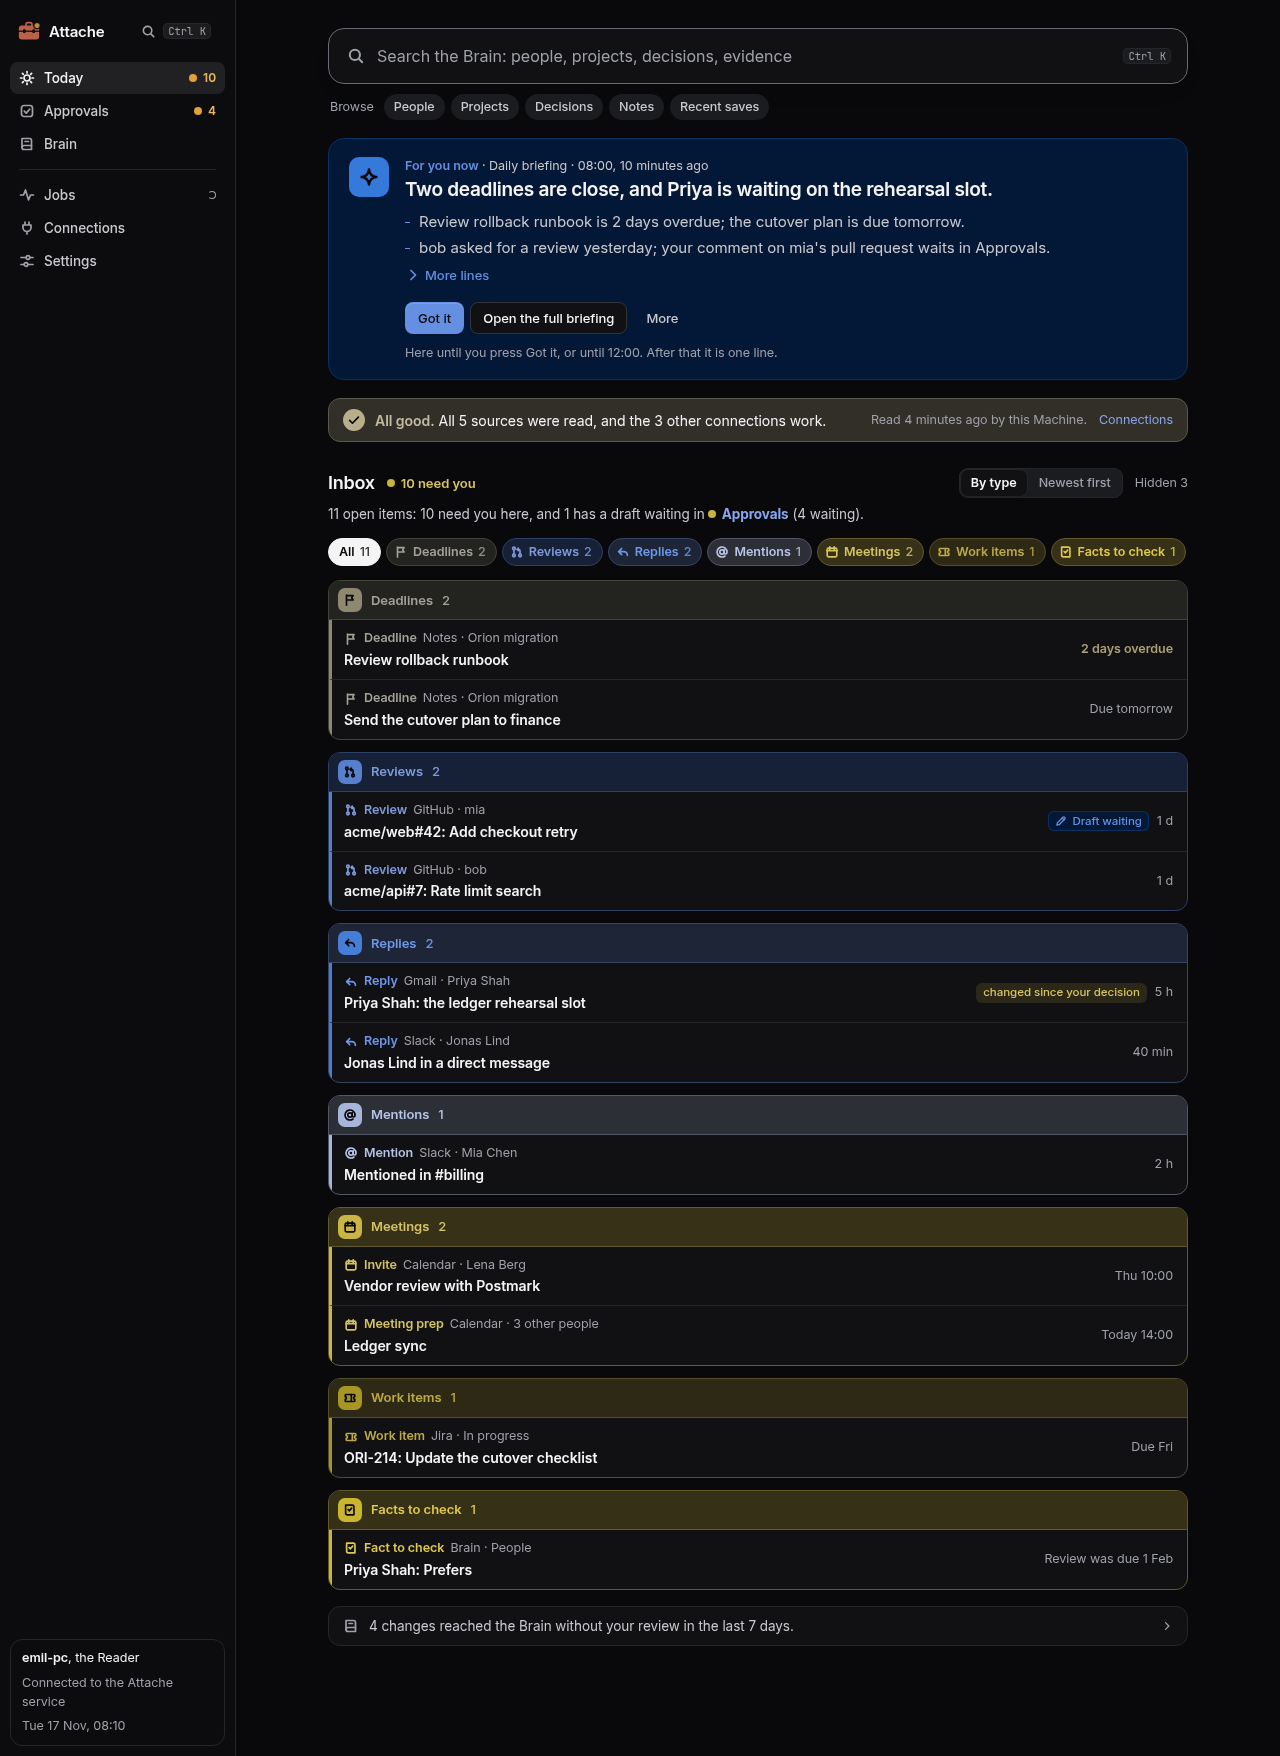 Attache
Ctrl K
Today 10
Approvals 4
Brain
Jobs
Connections
Settings
emil-pc, the Reader
Connected to the Attache
service
Tue 17 Nov, 08:10
Search the Brain: people, projects, decisions, evidence Ctrl K
Browse People Projects Decisions Notes Recent saves
For you now · Daily briefing · 08:00, 10 minutes ago
Two deadlines are close, and Priya is waiting on the rehearsal slot.
- Review rollback runbook is 2 days overdue; the cutover plan is due tomorrow.
- bob asked for a review yesterday; your comment on mia's pull request waits in Approvals.
More lines
Got it Open the full briefing More
Here until you press Got it, or until 12:00. After that it is one line.
All good. All 5 sources were read, and the 3 other connections work. Read 4 minutes ago by this Machine. Connections
Inbox 10 need you By type Newest first Hidden 3
11 open items: 10 need you here, and 1 has a draft waiting in Approvals (4 waiting).
All 11 Deadlines 2 Reviews 2 Replies 2 Mentions 1 Meetings 2 Work items 1 Facts to check 1
Deadlines 2
Deadline Notes · Orion migration
Review rollback runbook
2 days overdue
Deadline Notes · Orion migration
Send the cutover plan to finance
Due tomorrow
Reviews 2
Review GitHub · mia
acme/web#42: Add checkout retry
Draft waiting 1 d
Review GitHub · bob
acme/api#7: Rate limit search
1 d
Replies 2
Reply Gmail · Priya Shah
Priya Shah: the ledger rehearsal slot
changed since your decision 5 h
Reply Slack · Jonas Lind
Jonas Lind in a direct message
40 min
Mentions 1
Mention Slack · Mia Chen
Mentioned in #billing
2 h
Meetings 2
Invite Calendar · Lena Berg
Vendor review with Postmark
Thu 10:00
Meeting prep Calendar · 3 other people
Ledger sync
Today 14:00
Work items 1
Work item Jira · In progress
ORI-214: Update the cutover checklist
Due Fri
Facts to check 1
Fact to check Brain · People
Priya Shah: Prefers
Review was due 1 Feb
4 changes reached the Brain without your review in the last 7 days.